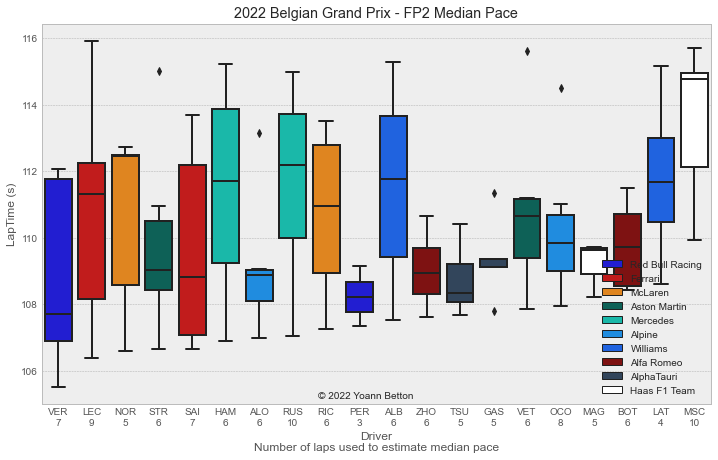 2022 Belgian Grand Prix - FP2 Median Pace
116
114
112
110
108
106
LapTime (s)
Red Bull Racing
Ferrari
McLaren
Aston Martin
Mercedes
Alpine
Williams
Alfa Romeo
AlphaTauri
Haas F1 Team
© 2022 Yoann Betton
VER LEC NOR STR SAI HAM ALO RUS RIC PER ALB ZHO TSU GAS VET OCO MAG BOT LAT MSC
7 9 5 6 7 6 6 10 6 3 6 6 5 5 6 8 5 6 4 10
Driver
Number of laps used to estimate median pace